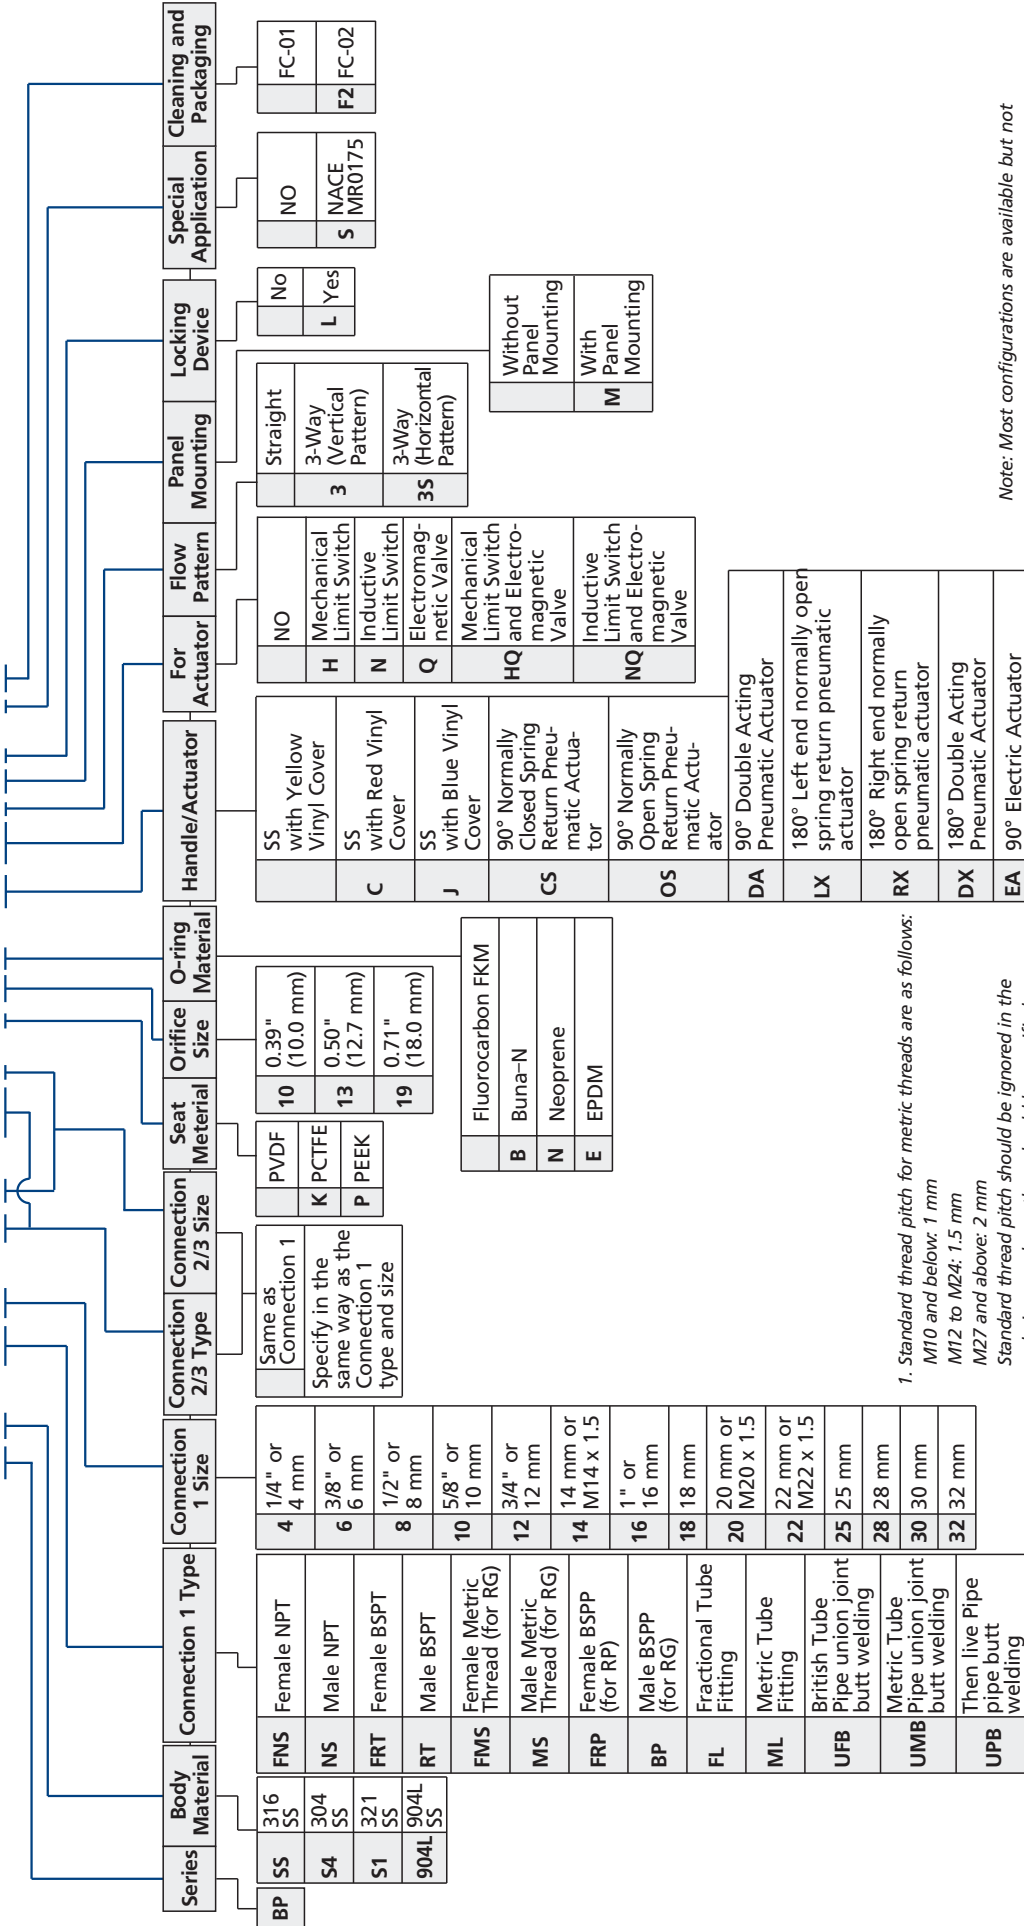 Series
BP
Body
Material
SS 316
SS
S4 304
SS
S1 321
SS
904L 904L
SS
Connection 1 Type
FNS Female NPT
NS Male NPT
FRT Female BSPT
RT Male BSPT
FMS Female Metric
Thread (for RG)
MS Male Metric
Thread (for RG)
FRP Female BSPP
(for RP)
BP Male BSPP
(for RG)
FL Fractional Tube
Fitting
ML Metric Tube
Fitting
UFB British Tube
Pipe union joint
butt welding
UMB Metric Tube
Pipe union joint
butt welding
UPB Then live Pipe
pipe butt
welding
Connection
1 Size
4 1/4" or
4 mm
6 3/8" or
6 mm
8 1/2" or
8 mm
10 5/8" or
10 mm
12 3/4" or
12 mm
14 14 mm or
M14 x 1.5
16 1" or
16 mm
18 18 mm
20 20 mm or
M20 x 1.5
22 22 mm or
M22 x 1.5
25 25 mm
28 28 mm
30 30 mm
32 32 mm
Connection
2/3 Type
Connection
2/3 Size
Same as
Connection 1
Specify in the
same way as the
Connection 1
type and size
Seat
Meterial
PVDF
K PCTFE
P PEEK
Orifice
Size
10 0.39"
(10.0 mm)
13 0.50"
(12.7 mm)
19 0.71"
(18.0 mm)
O-ring
Material
Fluorocarbon FKM
B Buna–N
N Neoprene
E EPDM
Handle/Actuator
SS
with Yellow
Vinyl Cover
C SS
with Red Vinyl
Cover
J SS
with Blue Vinyl
Cover
CS 90° Normally
Closed Spring
Return Pneu-
matic Actua-
tor
OS 90° Normally
Open Spring
Return Pneu-
matic Actu-
ator
DA 90° Double Acting
Pneumatic Actuator
LX 180° Left end normally open
spring return pneumatic
actuator
RX 180° Right end normally
open spring return
pneumatic actuator
DX 180° Double Acting
Pneumatic Actuator
EA 90° Electric Actuator
For
Actuator
NO
H Mechanical
Limit Switch
N Inductive
Limit Switch
Q Electromag-
netic Valve
HQ Mechanical
Limit Switch
and Electro-
magnetic
Valve
NQ Inductive
Limit Switch
and Electro-
magnetic
Valve
Flow
Pattern
Straight
3 3-Way
(Vertical
Pattern)
3S 3-Way
(Horizontal
Pattern)
Panel
Mounting
Without
Panel
Mounting
M With
Panel
Mounting
Locking
Device
No
L Yes
Special
Application
NO
S NACE
MR0175
Cleaning and
Packaging
FC-01
F2 FC-02
1. Standard thread pitch for metric threads are as follows:
M10 and below: 1 mm
M12 to M24: 1.5 mm
M27 and above: 2 mm
Standard thread pitch should be ignored in the
Note: Most configurations are available but not